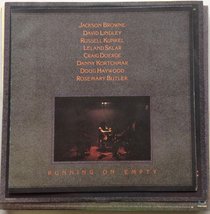 JACKSON BROWNE
DAVID LINDLEY
RUSSELL KUNKEL
LELAND SKLAR
CRAIG DOERGE
DANNY KORTCHMAR
DOUG HAYWOOD
ROSEMARY BUTLER
RUNNING ON EMPTY